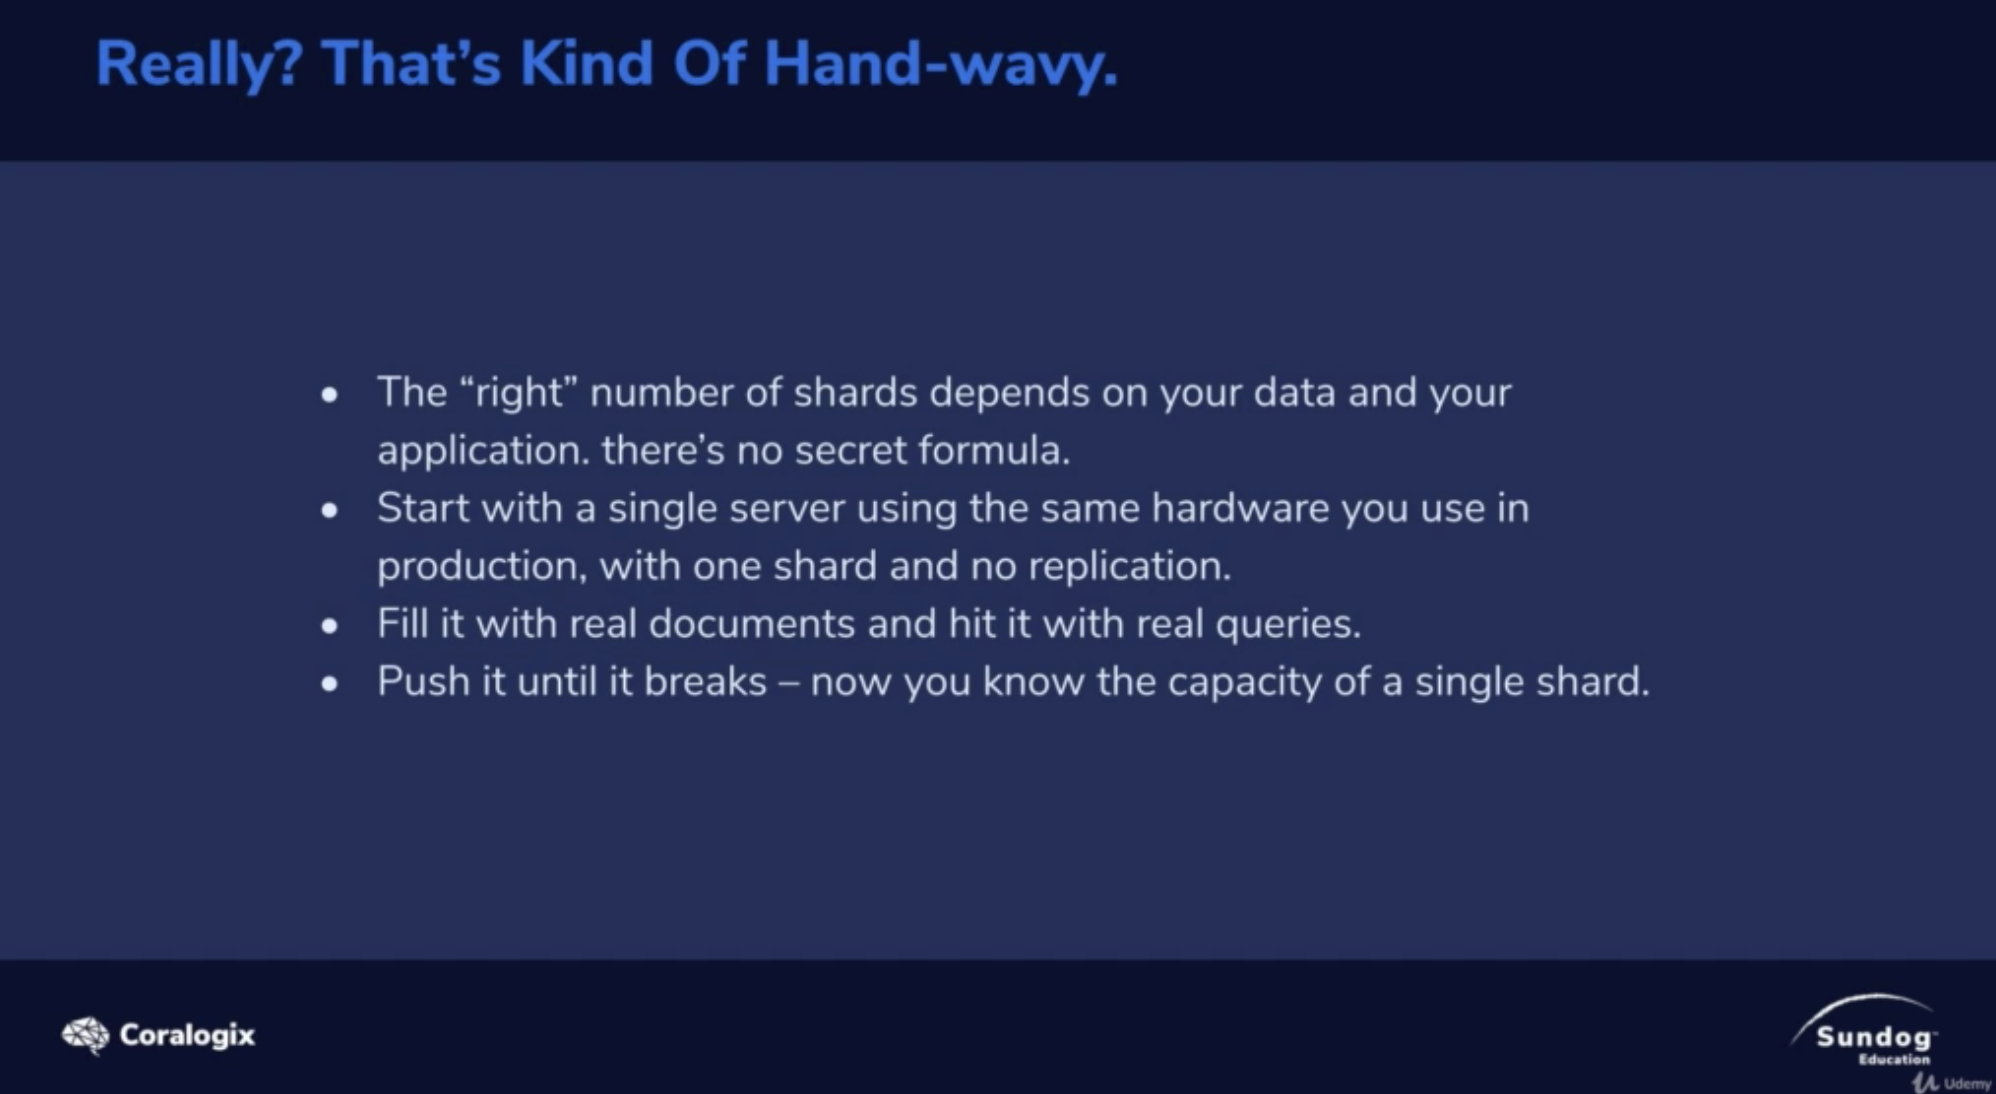 Really? That's Kind Of Hand-wavy.
● The “right” number of shards depends on your data and your
application. there's no secret formula.
● Start with a single server using the same hardware you use in
production, with one shard and no replication.
● Fill it with real documents and hit it with real queries.
● Push it until it breaks – now you know the capacity of a single shard.
Coralogix
Sundog
Education
Udemy